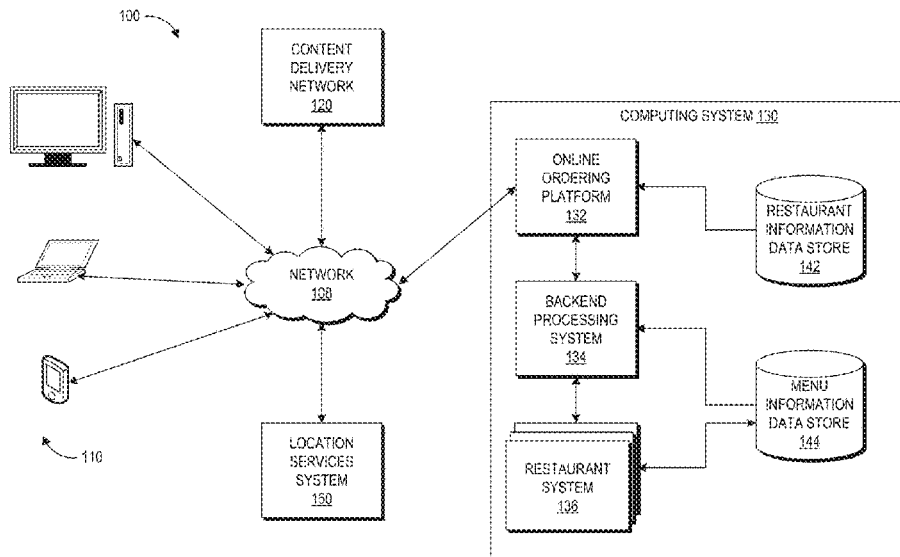 100
CONTENT
DELIVERY
NETWORK
120
COMPUTING SYSTEM 130
ONLINE
ORDERING
PLATFORM
132
RESTAURANT
INFORMATION
DATA STORE
142
NETWORK
108
BACKEND
PROCESSING
SYSTEM
134
MENU
INFORMATION
DATA STORE
144
110
LOCATION
SERVICES
SYSTEM
150
RESTAURANT
SYSTEM
136